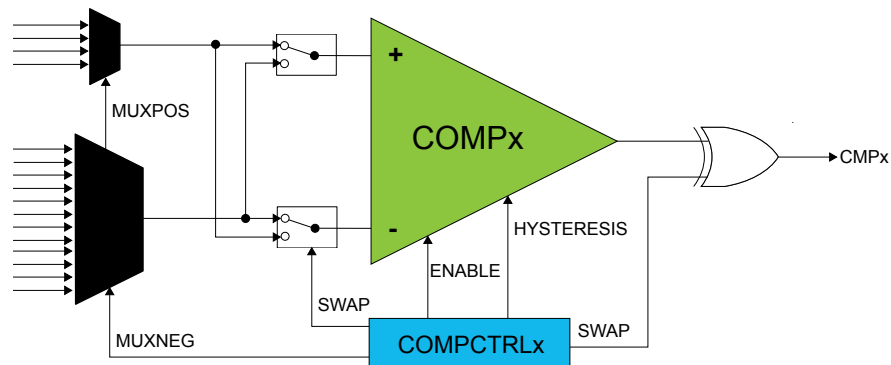 +
MUXPOS
COMPx
CMPx
-
HYSTERESIS
ENABLE
SWAP
SWAP
MUXNEG
COMPCTRLx